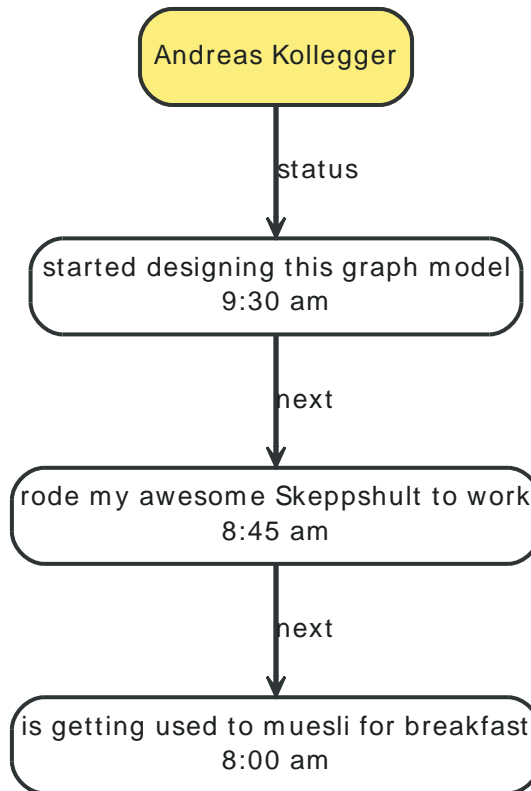 Andreas Kollegger
status
started designing this graph model
9:30 am
next
rode my awesome Skeppshult to work
8:45 am
next
is getting used to muesli for breakfast
8:00 am